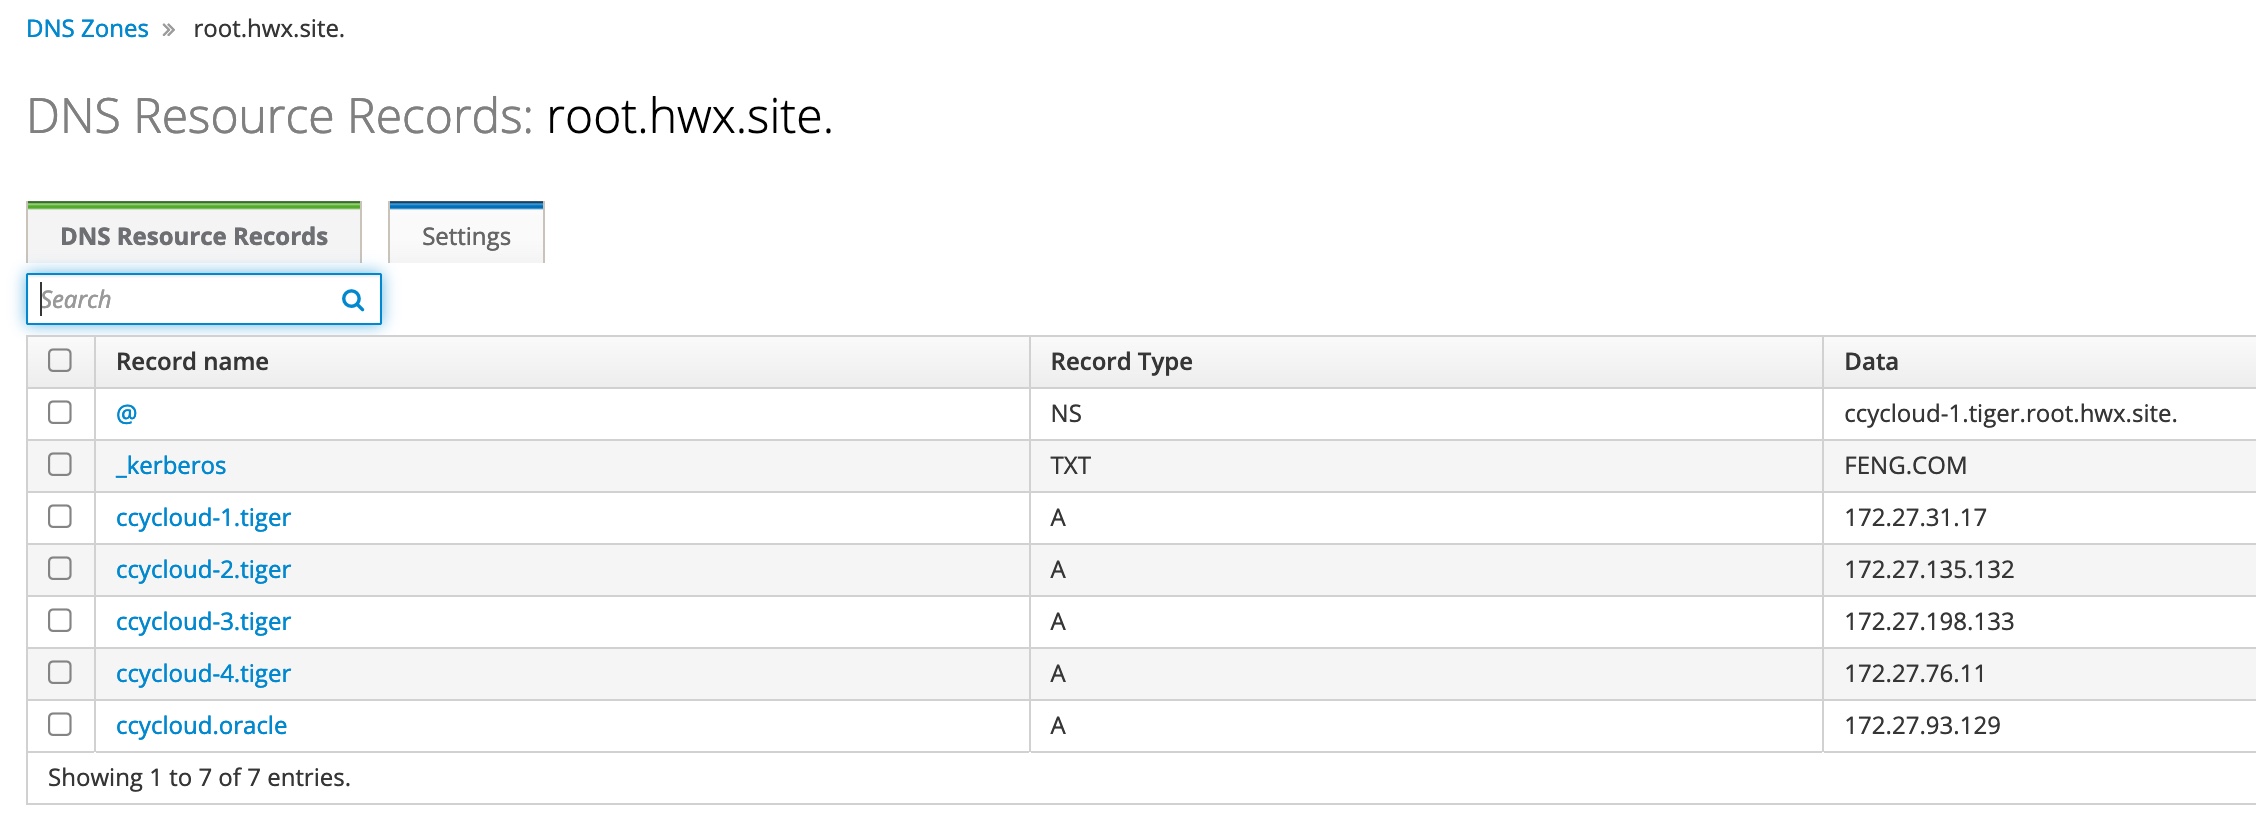 DNS Zones » root.hwx.site.
DNS Resource Records: root.hwx.site.
DNS Resource Records Settings
Search
Record name Record Type Data
@ NS ccycloud-1.tiger.root.hwx.site.
_kerberos TXT FENG.COM
ccycloud-1.tiger A 172.27.31.17
ccycloud-2.tiger A 172.27.135.132
ccycloud-3.tiger A 172.27.198.133
ccycloud-4.tiger A 172.27.76.11
ccycloud.oracle A 172.27.93.129
Showing 1 to 7 of 7 entries.